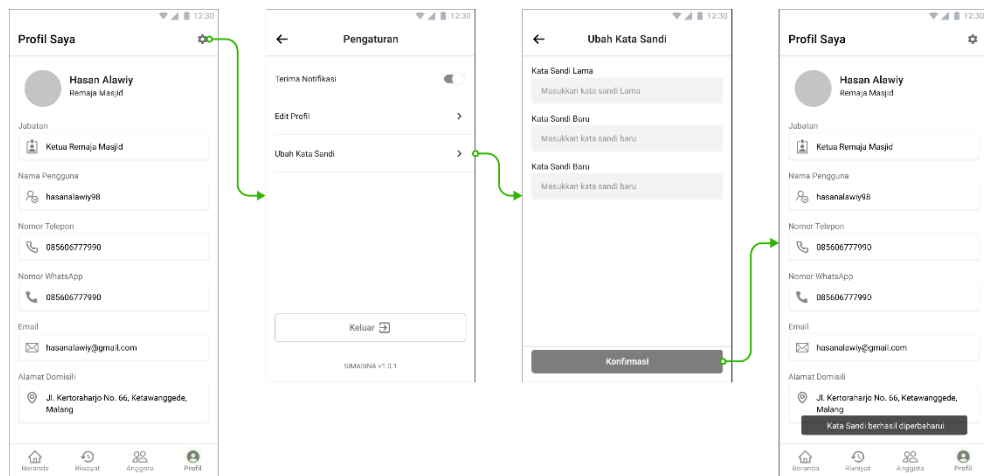 12:30
Profil Saya
Hasan Alawiy
Remaja Masjid
Jabatan
Ketua Remaja Masjid
Nama Pengguna
hasanalawiy98
Nomor Telepon
085606777990
Nomor WhatsApp
085606777990
Email
hasanalawiy@gmail.com
Alamat Domisili
Jl. Kertoraharjo No. 66, Ketawanggede,
Malang
Beranda
Riwayat
Anggota
Profil
12:30
Pengaturan
Terima Notifikasi
Edit Profil
Ubah Kata Sandi
Keluar
SIMASINA v1.0.1
12:30
Ubah Kata Sandi
Kata Sandi Lama
Masukkan kata sandi Lama
Kata Sandi Baru
Masukkan kata sandi baru
Kata Sandi Baru
Masukkan kata sandi baru
Konfirmasi
12:30
Profil Saya
Hasan Alawiy
Remaja Masjid
Jabatan
Ketua Remaja Masjid
Nama Pengguna
hasanalawiy98
Nomor Telepon
085606777990
Nomor WhatsApp
085606777990
Email
hasanalawiy@gmail.com
Alamat Domisili
Jl. Kertoraharjo No. 66, Ketawanggede,
Malang
Kata Sandi berhasil diperbaharui
Beranda
Riwayat
Anggota
Profil